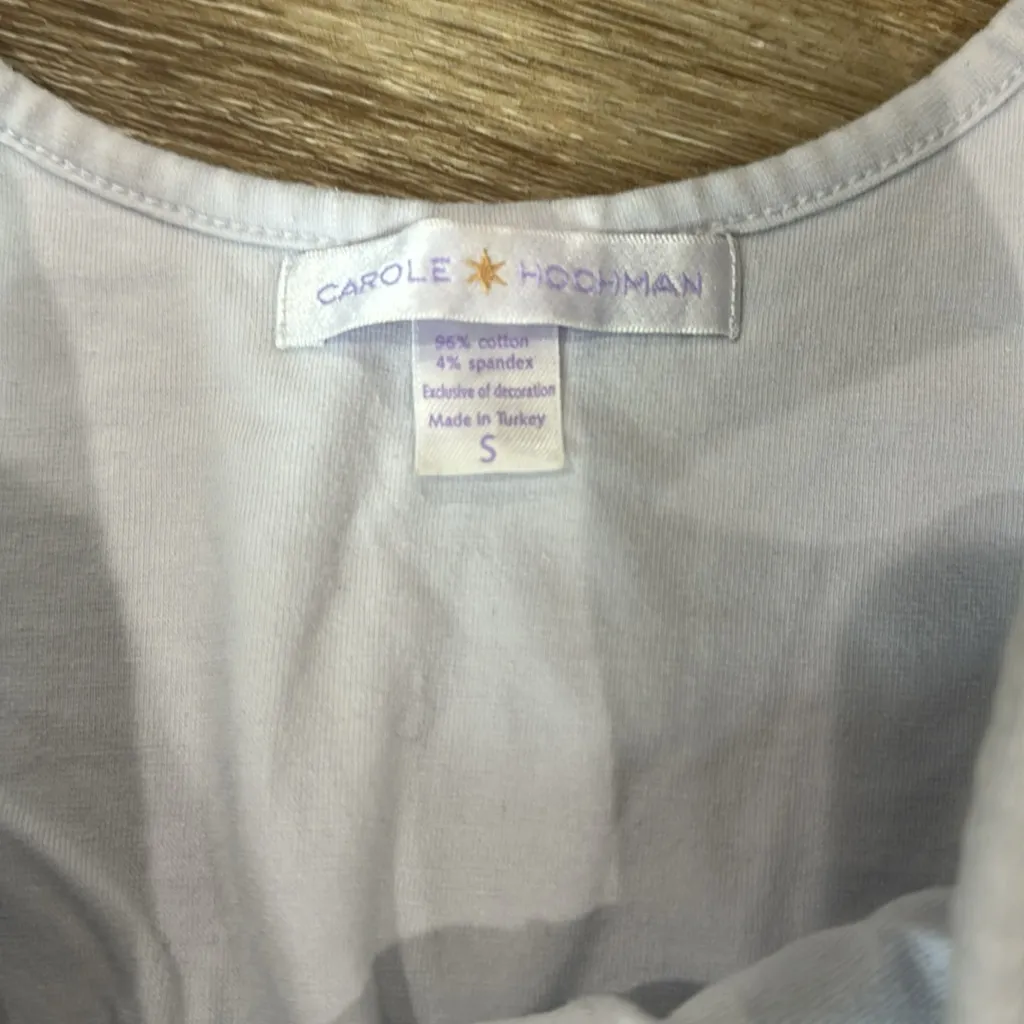 CAROLE HOCHMAN
96% cotton
4% spandex
Exclusive of decoration
Made in Turkey
S